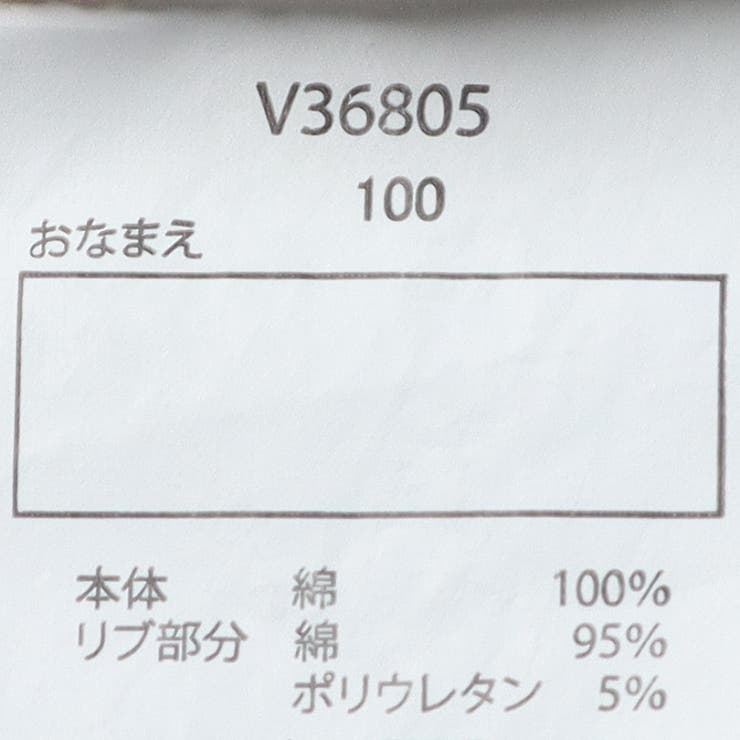 V36805
100
おなまえ
本体 綿 100%
リブ部分 綿 95%
ポリウレタン 5%